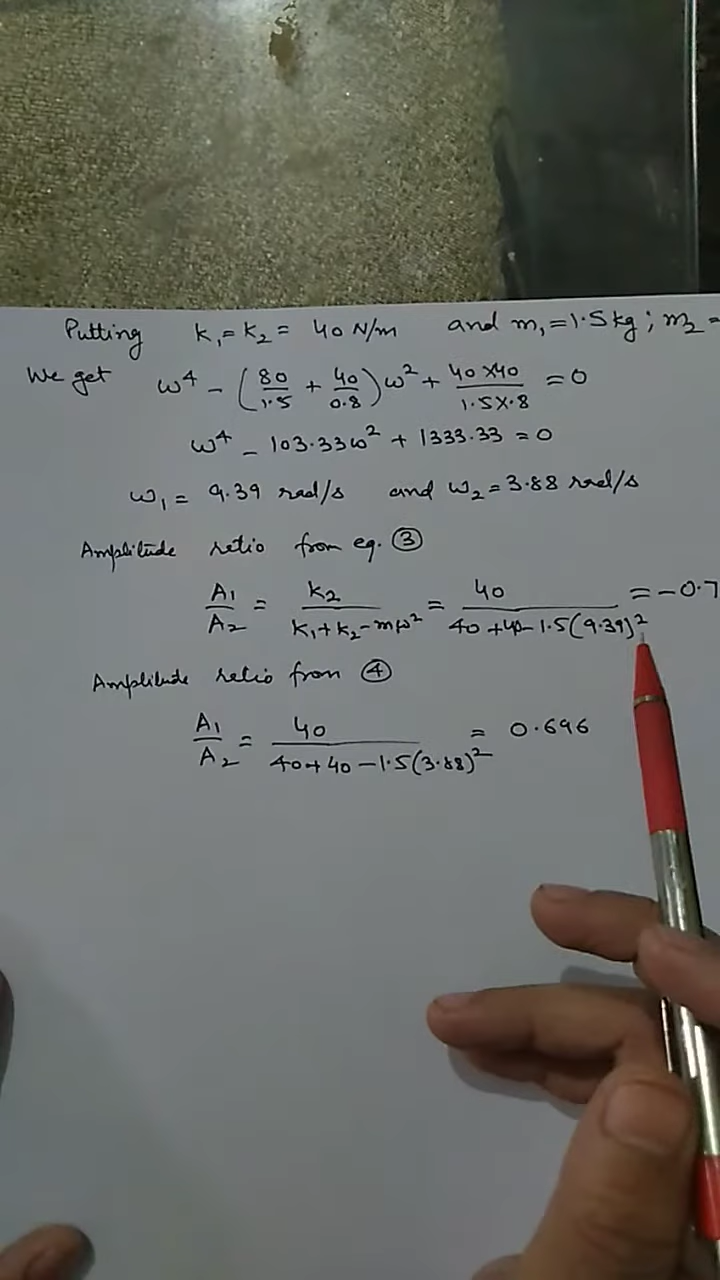 Putting K₁=K₂= 40 N/m and m₁=1.5kg; m₂=
We get ω⁴ - (80/1.5 + 40/0.8)ω² + 40×40/1.5×.8 = 0
ω⁴ - 103.33ω² + 1333.33 = 0
ω₁ = 9.39 rad/s and ω₂=3.88 rad/s
Amplitude ratio from eq. ③
A₁/A₂ = K₂/K₁+K₂-m₁ω² = 40/40+40-1.5(9.39)² = -0.7
Amplitude ratio from ④
A₁/A₂ = 40/40+40-1.5(3.88)² = 0.696